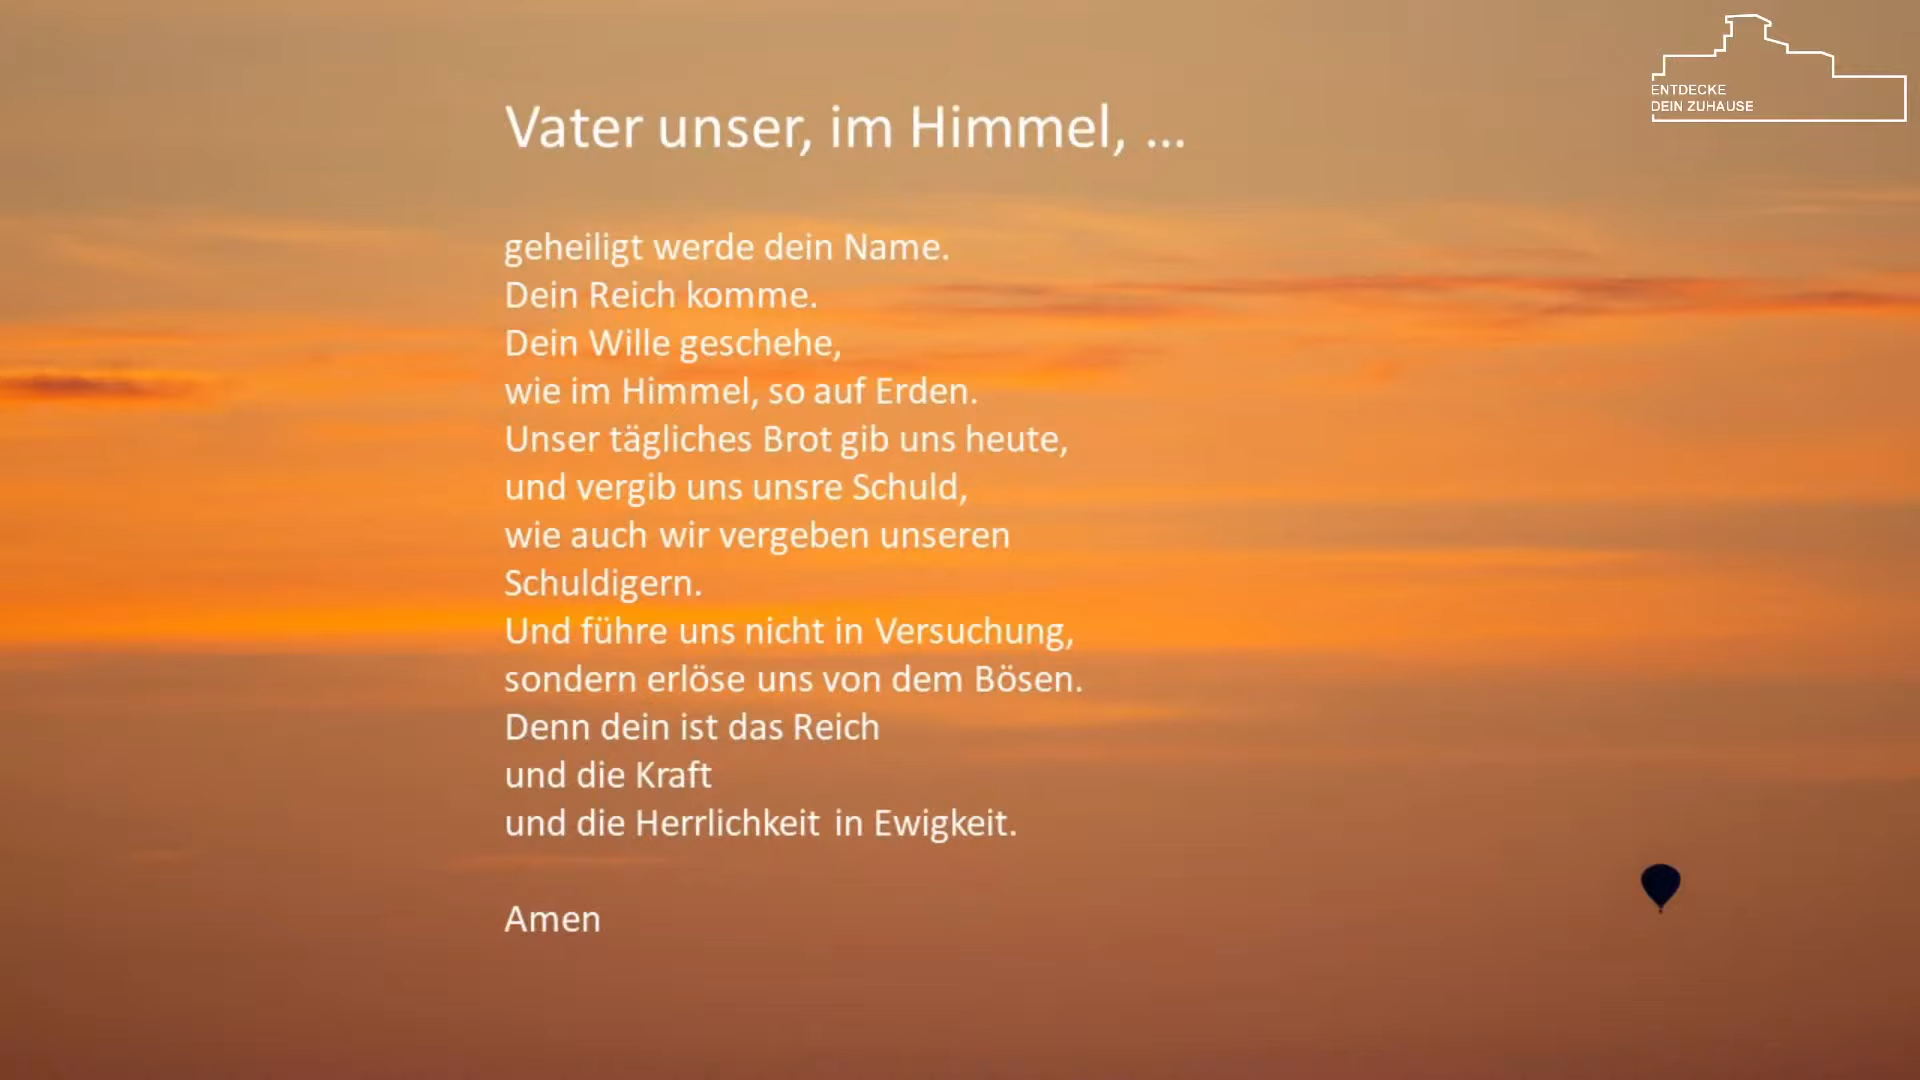 ENTDECKE
DEIN ZUHAUSE
Vater unser, im Himmel, ...
geheiligt werde dein Name.
Dein Reich komme.
Dein Wille geschehe,
wie im Himmel, so auf Erden.
Unser tägliches Brot gib uns heute,
und vergib uns unsre Schuld,
wie auch wir vergeben unseren
Schuldigern.
Und führe uns nicht in Versuchung,
sondern erlöse uns von dem Bösen.
Denn dein ist das Reich
und die Kraft
und die Herrlichkeit in Ewigkeit.
Amen